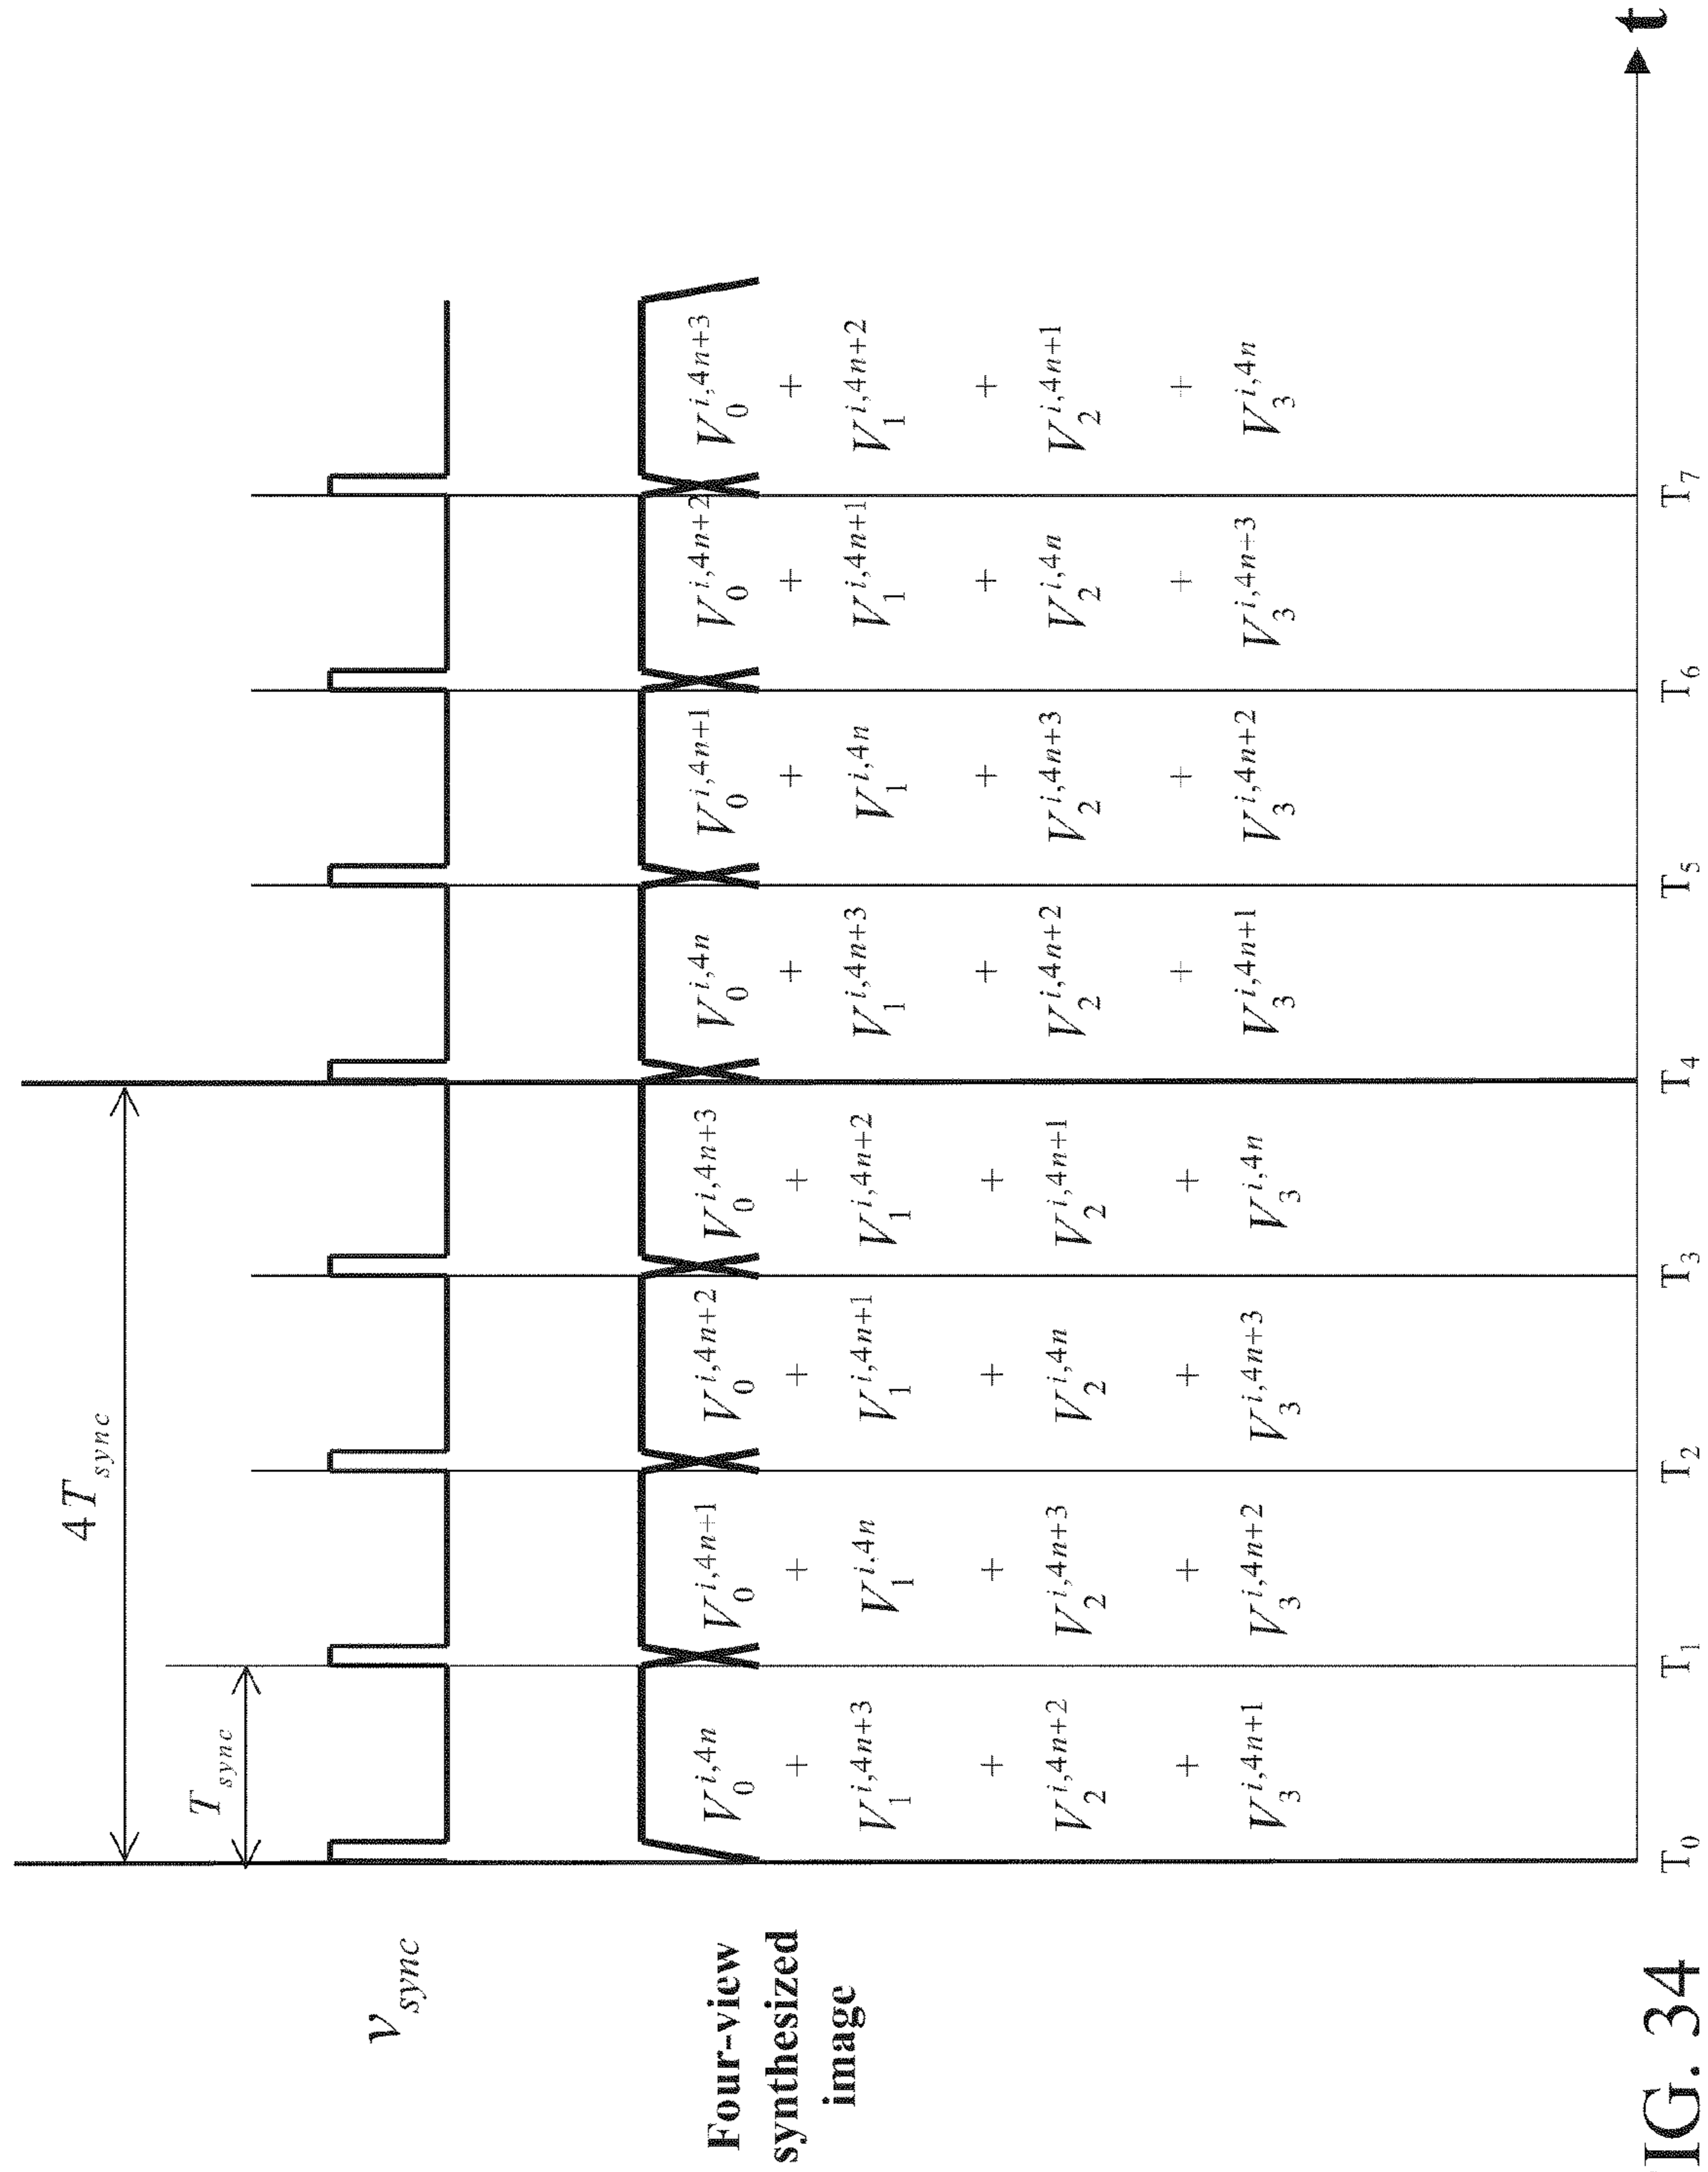 4T_sync
T_sync
v_sync
Four-view
synthesized
image
V_0^{i,4n} V_0^{i,4n+1} V_0^{i,4n+2} V_0^{i,4n+3} V_0^{i,4n} V_0^{i,4n+1} V_0^{i,4n+2} V_0^{i,4n+3}
+ + + + + + + +
V_1^{i,4n+3} V_1^{i,4n} V_1^{i,4n+1} V_1^{i,4n+2} V_1^{i,4n+3} V_1^{i,4n} V_1^{i,4n+1} V_1^{i,4n+2}
+ + + + + + + +
V_2^{i,4n+2} V_2^{i,4n+3} V_2^{i,4n} V_2^{i,4n+1} V_2^{i,4n+2} V_2^{i,4n+3} V_2^{i,4n} V_2^{i,4n+1}
+ + + + + + + +
V_3^{i,4n+1} V_3^{i,4n+2} V_3^{i,4n+3} V_3^{i,4n} V_3^{i,4n+1} V_3^{i,4n+2} V_3^{i,4n+3} V_3^{i,4n}
T_0 T_1 T_2 T_3 T_4 T_5 T_6 T_7 t
IG. 34